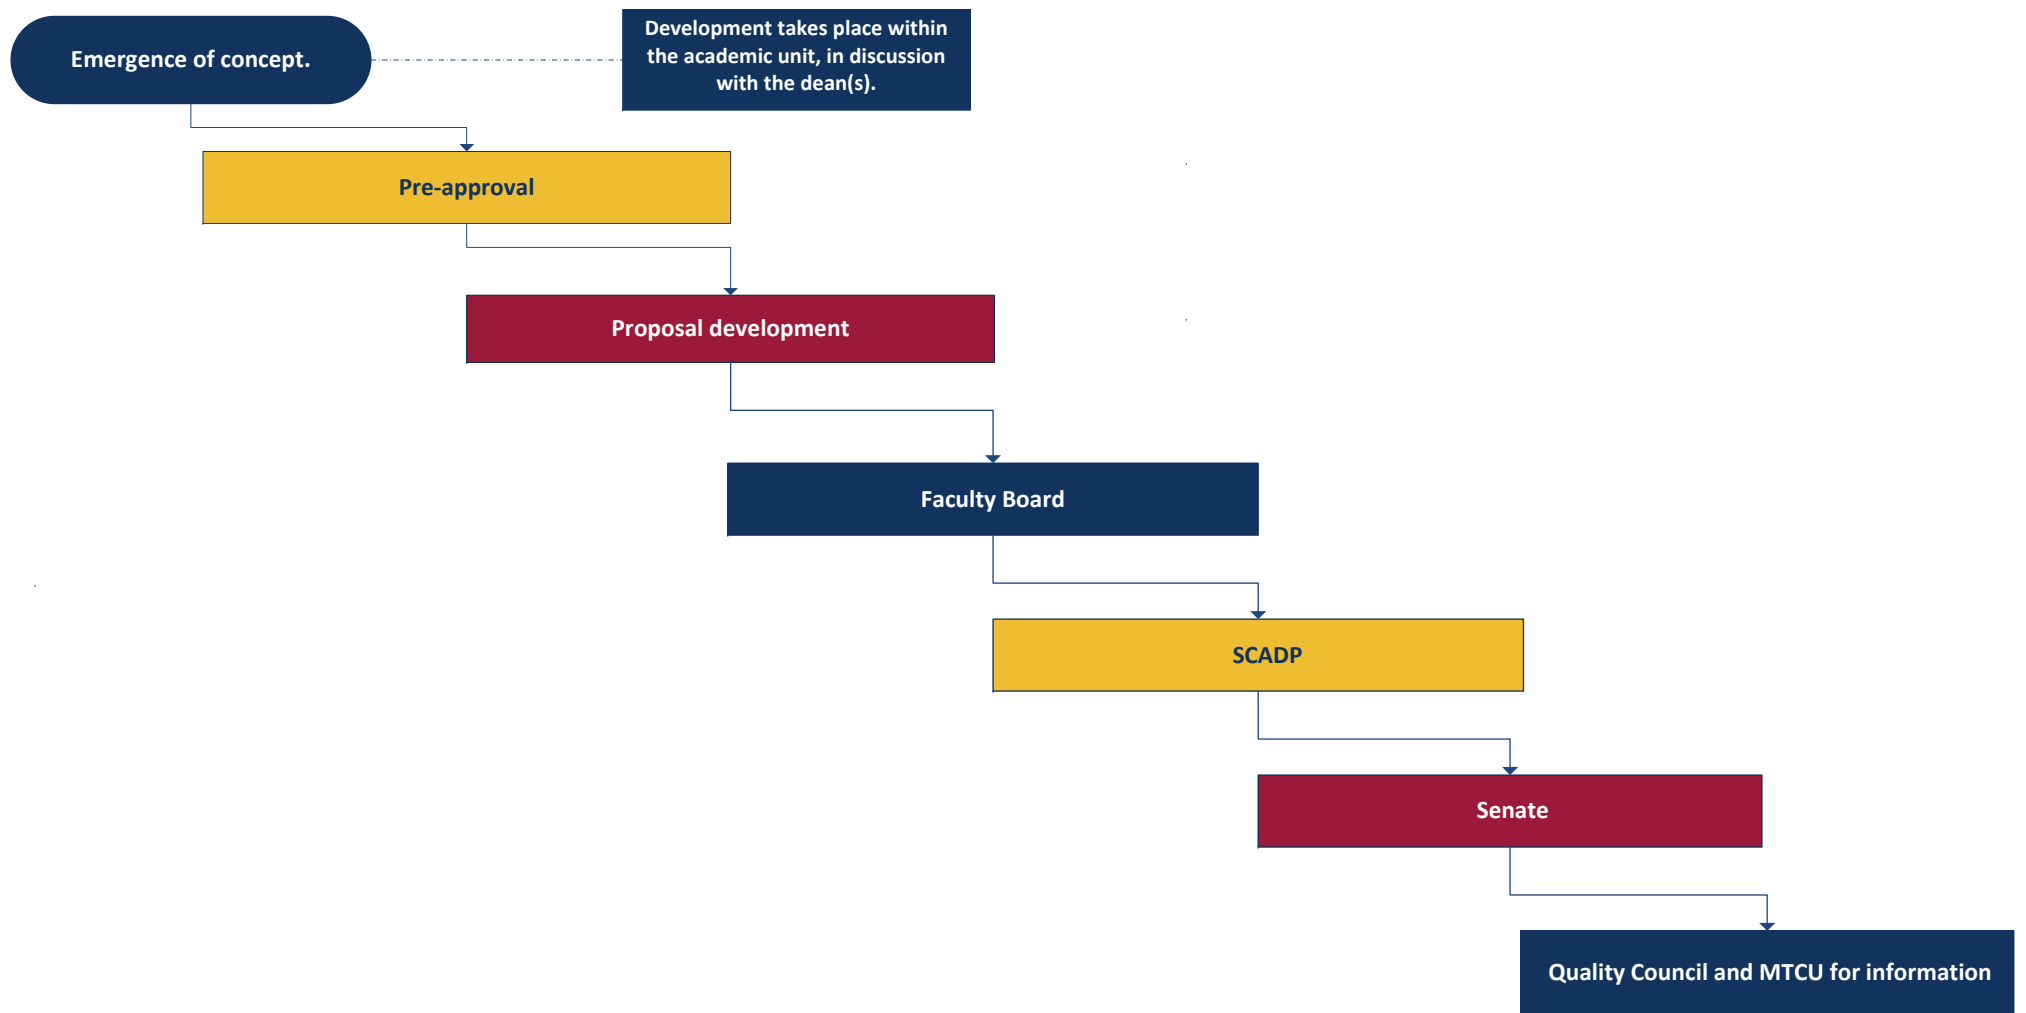 Emergence of concept.
Development takes place within
the academic unit, in discussion
with the dean(s).
Pre-approval
Proposal development
Faculty Board
SCADP
Senate
Quality Council and MTCU for information